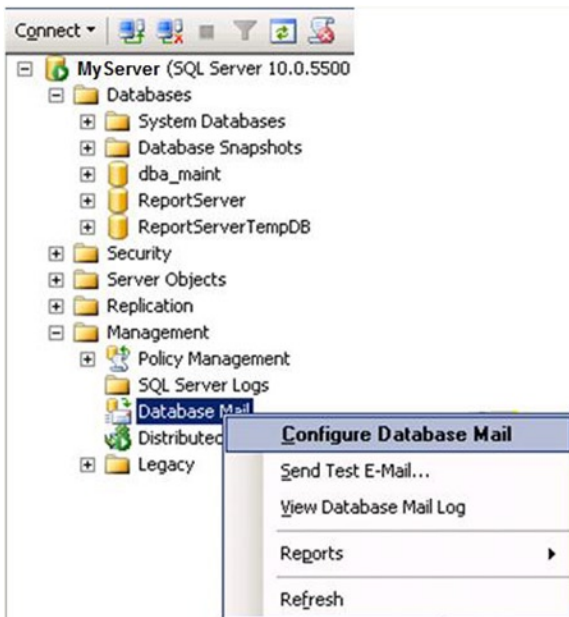 Connect
MyServer (SQL Server 10.0.5500
Databases
System Databases
Database Snapshots
dba_maint
ReportServer
ReportServerTempDB
Security
Server Objects
Replication
Management
Policy Management
SQL Server Logs
Database Mail
Distributed
Legacy
Configure Database Mail
Send Test E-Mail...
View Database Mail Log
Reports
Refresh